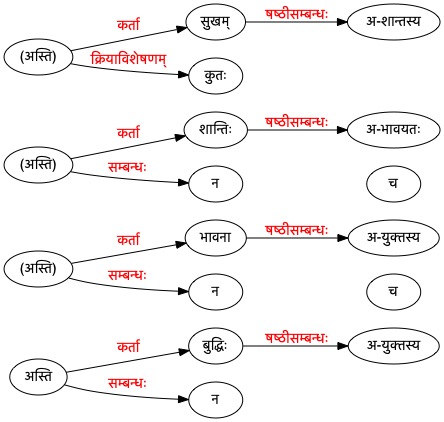 कर्ता सुखम् षष्ठीसम्बन्धः अ-शान्तस्य
(अस्ति) क्रियाविशेषणम् कुतः
कर्ता शान्तिः षष्ठीसम्बन्धः अ-भावयतः
(अस्ति) सम्बन्धः न च
कर्ता भावना षष्ठीसम्बन्धः अ-युक्तस्य
(अस्ति) सम्बन्धः न च
कर्ता बुद्धिः षष्ठीसम्बन्धः अ-युक्तस्य
अस्ति सम्बन्धः न